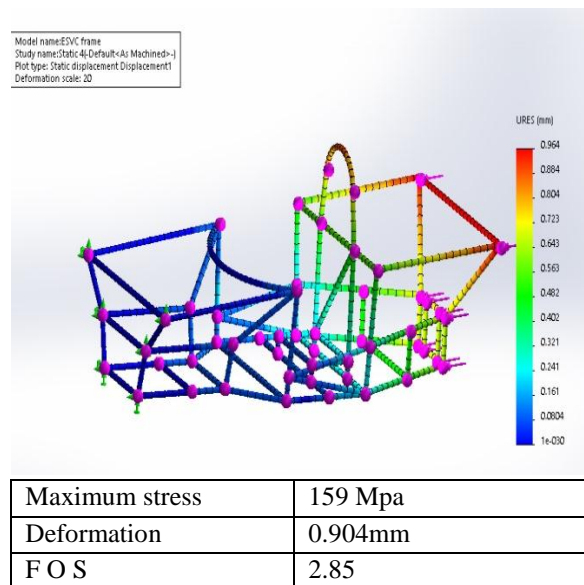 Model name:ESVC frame
Study name:Static 4(-Default<As Machined>-)
Plot type: Static displacement Displacement1
Deformation scale: 20
URES (mm)
0.964
0.884
0.804
0.723
0.643
0.563
0.482
0.402
0.321
0.241
0.161
0.0804
1e-030
Maximum stress 159 Mpa
Deformation 0.904mm
F O S 2.85